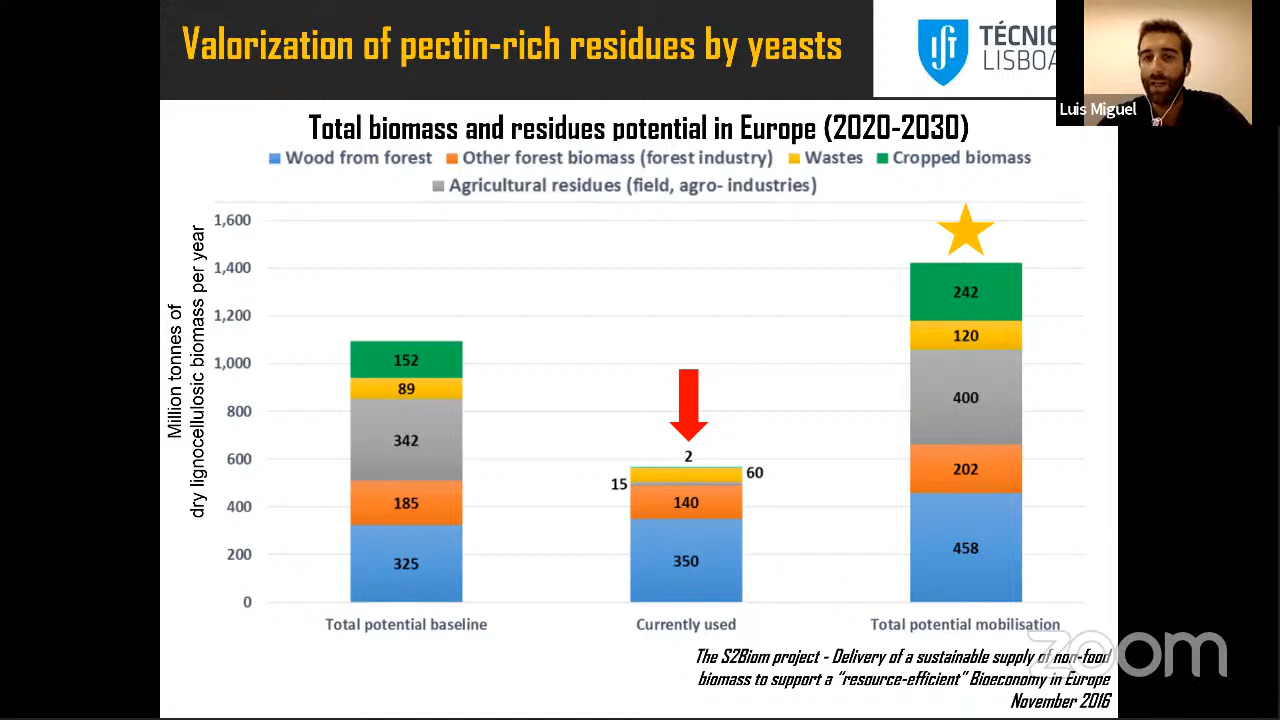 Valorization of pectin-rich residues by yeasts
TÉCNIC
LISBOA
Luis Miguel
Total biomass and residues potential in Europe (2020-2030)
Wood from forest Other forest biomass (forest industry) Wastes Cropped biomass
Agricultural residues (field, agro- industries)
Million tonnes of
dry lignocellulosic biomass per year
1,600
1,400
1,200
1,000
800
600
400
200
0
152
89
342
185
325
2
60
15
140
350
242
120
400
202
458
Total potential baseline
Currently used
Total potential mobilisation
The S2Biom project - Delivery of a sustainable supply of non-food
biomass to support a “resource-efficient” Bioeconomy in Europe
November 2016
zoom